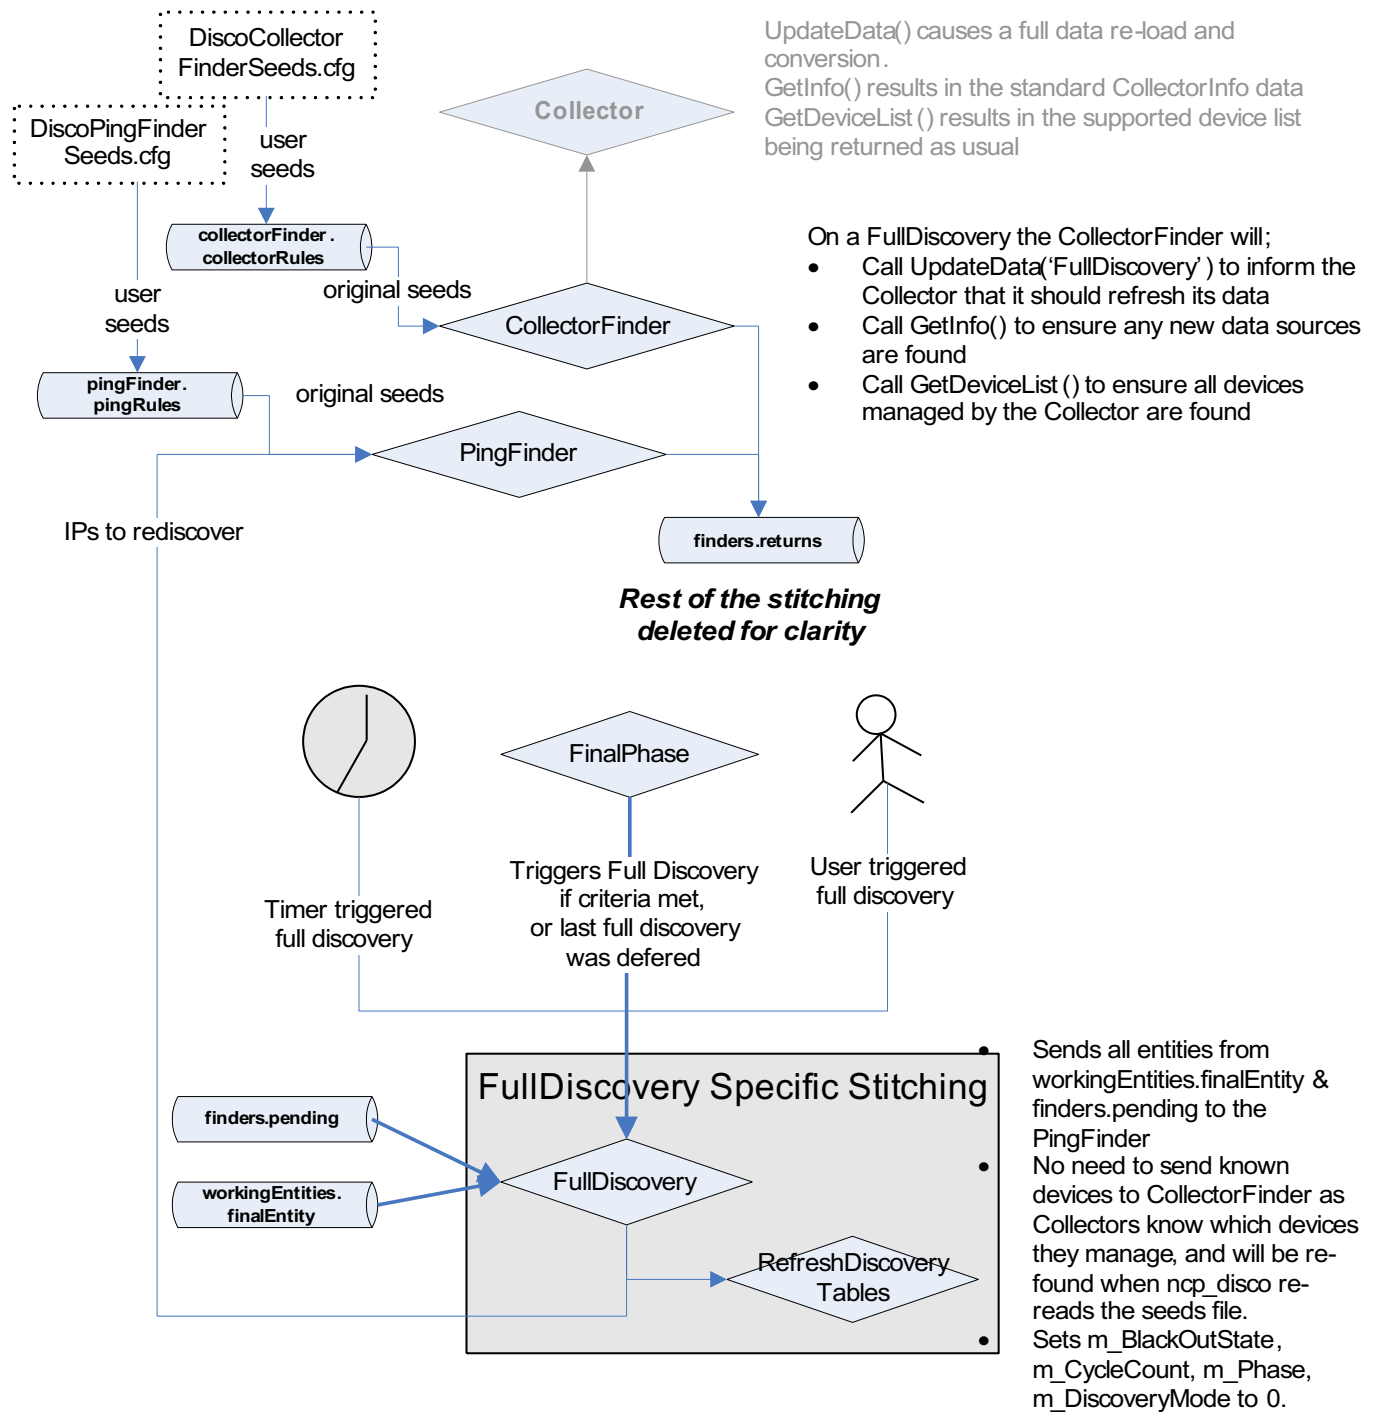 DiscoCollector
FinderSeeds.cfg
DiscoPingFinder
Seeds.cfg
user
seeds
Collector
UpdateData() causes a full data re-load and
conversion.
GetInfo() results in the standard CollectorInfo data
GetDeviceList() results in the supported device list
being returned as usual
collectorFinder.
collectorRules
original seeds
CollectorFinder
On a FullDiscovery the CollectorFinder will;
• Call UpdateData('FullDiscovery') to inform the
Collector that it should refresh its data
• Call GetInfo() to ensure any new data sources
are found
• Call GetDeviceList() to ensure all devices
managed by the Collector are found
user
seeds
pingFinder.
pingRules
original seeds
PingFinder
IPs to rediscover
finders.returns
Rest of the stitching
deleted for clarity
FinalPhase
Timer triggered
full discovery
Triggers Full Discovery
if criteria met,
or last full discovery
was defered
User triggered
full discovery
FullDiscovery Specific Stitching
finders.pending
workingEntities.
finalEntity
FullDiscovery
RefreshDiscovery
Tables
• Sends all entities from
workingEntities.finalEntity &
finders.pending to the
PingFinder
• No need to send known
devices to CollectorFinder as
Collectors know which devices
they manage, and will be re-
found when ncp_disco re-
reads the seeds file.
• Sets m_BlackOutState,
m_CycleCount, m_Phase,
m_DiscoveryMode to 0.